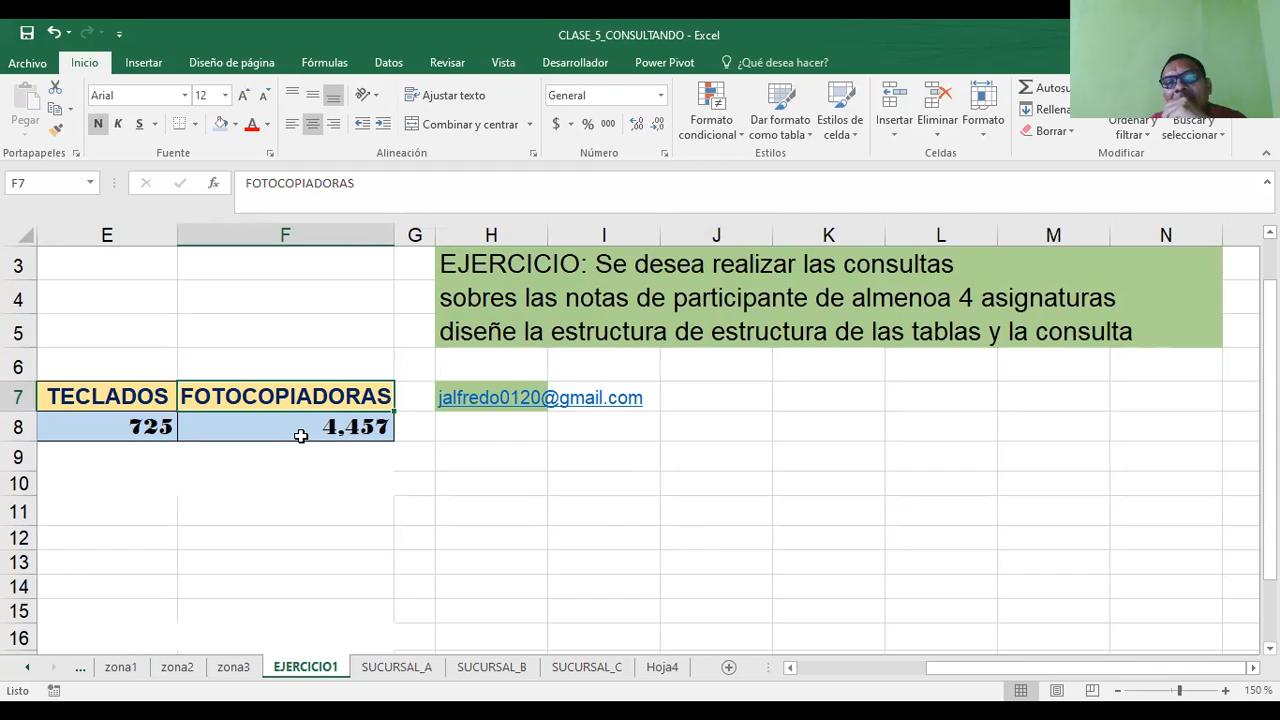 CLASE_5_CONSULTANDO - Excel
Archivo Inicio Insertar Diseño de página Fórmulas Datos Revisar Vista Desarrollador Power Pivot ¿Qué desea hacer?
Pegar
Portapapeles
Arial 12
N K S
Fuente
Ajustar texto
Combinar y centrar
Alineación
General
$ % 000
Número
Formato condicional
Dar formato como tabla
Estilos de celda
Estilos
Insertar Eliminar Formato
Celdas
Autosu
Rellena
Borrar
Ordenar y filtrar
Buscar y seleccionar
Modificar
F7 fx FOTOCOPIADORAS
E F G H I J K L M N
3 EJERCICIO: Se desea realizar las consultas
4 sobres las notas de participante de almenoa 4 asignaturas
5 diseñe la estructura de estructura de las tablas y la consulta
6
7 TECLADOS FOTOCOPIADORAS jalfredo0120@gmail.com
8 725 4,457
9
10
11
12
13
14
15
16
... zona1 zona2 zona3 EJERCICIO1 SUCURSAL_A SUCURSAL_B SUCURSAL_C Hoja4
Listo 150 %